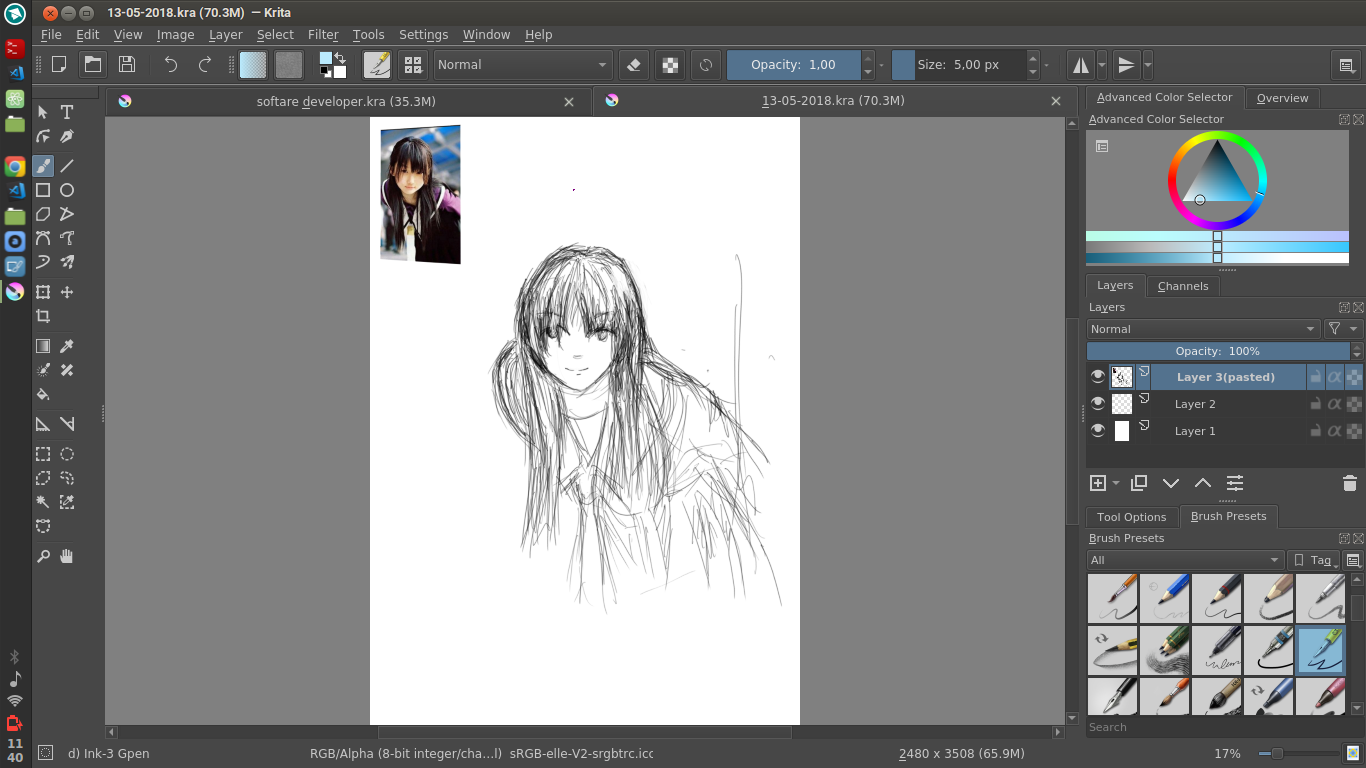 13-05-2018.kra (70.3M) — Krita
File Edit View Image Layer Select Filter Tools Settings Window Help
Normal Opacity: 1,00 Size: 5,00 px
softare developer.kra (35.3M) 13-05-2018.kra (70.3M)
Advanced Color Selector Overview
Advanced Color Selector
Layers Channels
Layers
Normal
Opacity: 100%
Layer 3(pasted)
Layer 2
Layer 1
Tool Options Brush Presets
Brush Presets
All Tag
Search
11
40
d) Ink-3 Gpen RGB/Alpha (8-bit integer/cha...l) sRGB-elle-V2-srgbtrc.icc 2480 x 3508 (65.9M) 17%